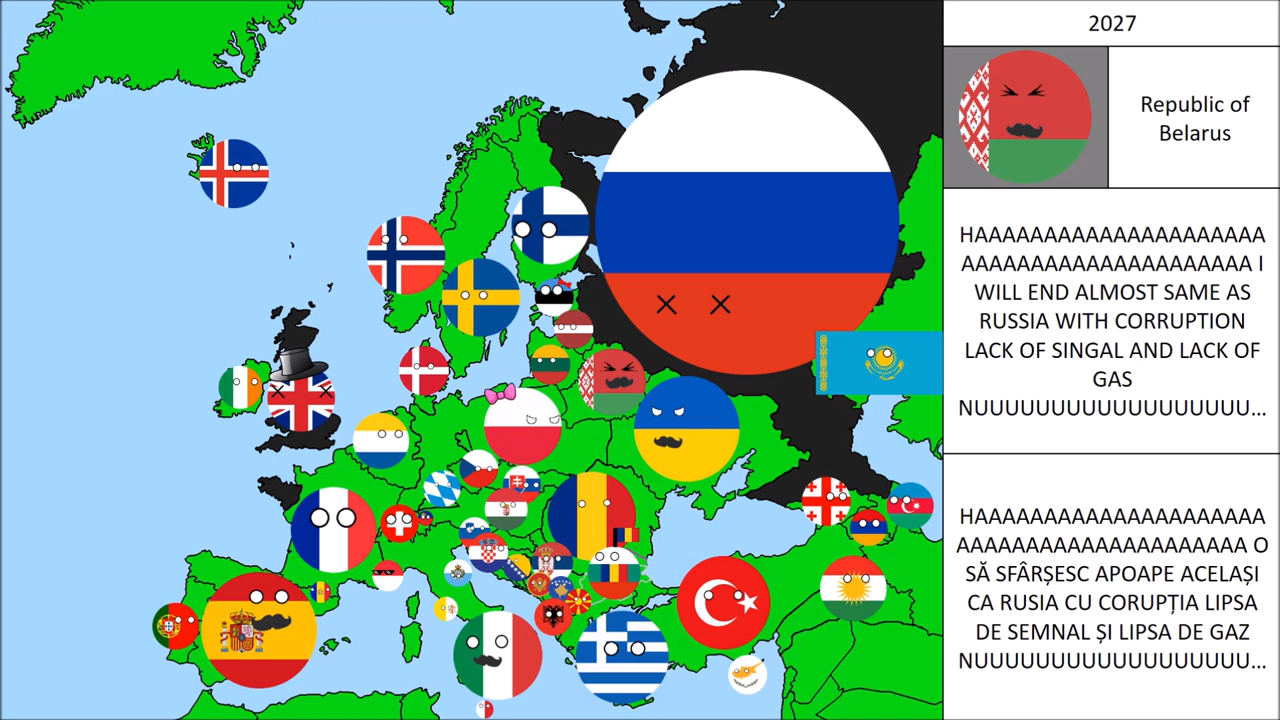 2027
Republic of
Belarus
HAAAAAAAAAAAAAAAAAAAAA
AAAAAAAAAAAAAAAAAAAAA I
WILL END ALMOST SAME AS
RUSSIA WITH CORRUPTION
LACK OF SINGAL AND LACK OF
GAS
NUUUUUUUUUUUUUUUUUU...
HAAAAAAAAAAAAAAAAAAAAA
AAAAAAAAAAAAAAAAAAAAA O
SĂ SFÂRȘESC APOAPE ACELAȘI
CA RUSIA CU CORUPȚIA LIPSA
DE SEMNAL ȘI LIPSA DE GAZ
NUUUUUUUUUUUUUUUUUU...